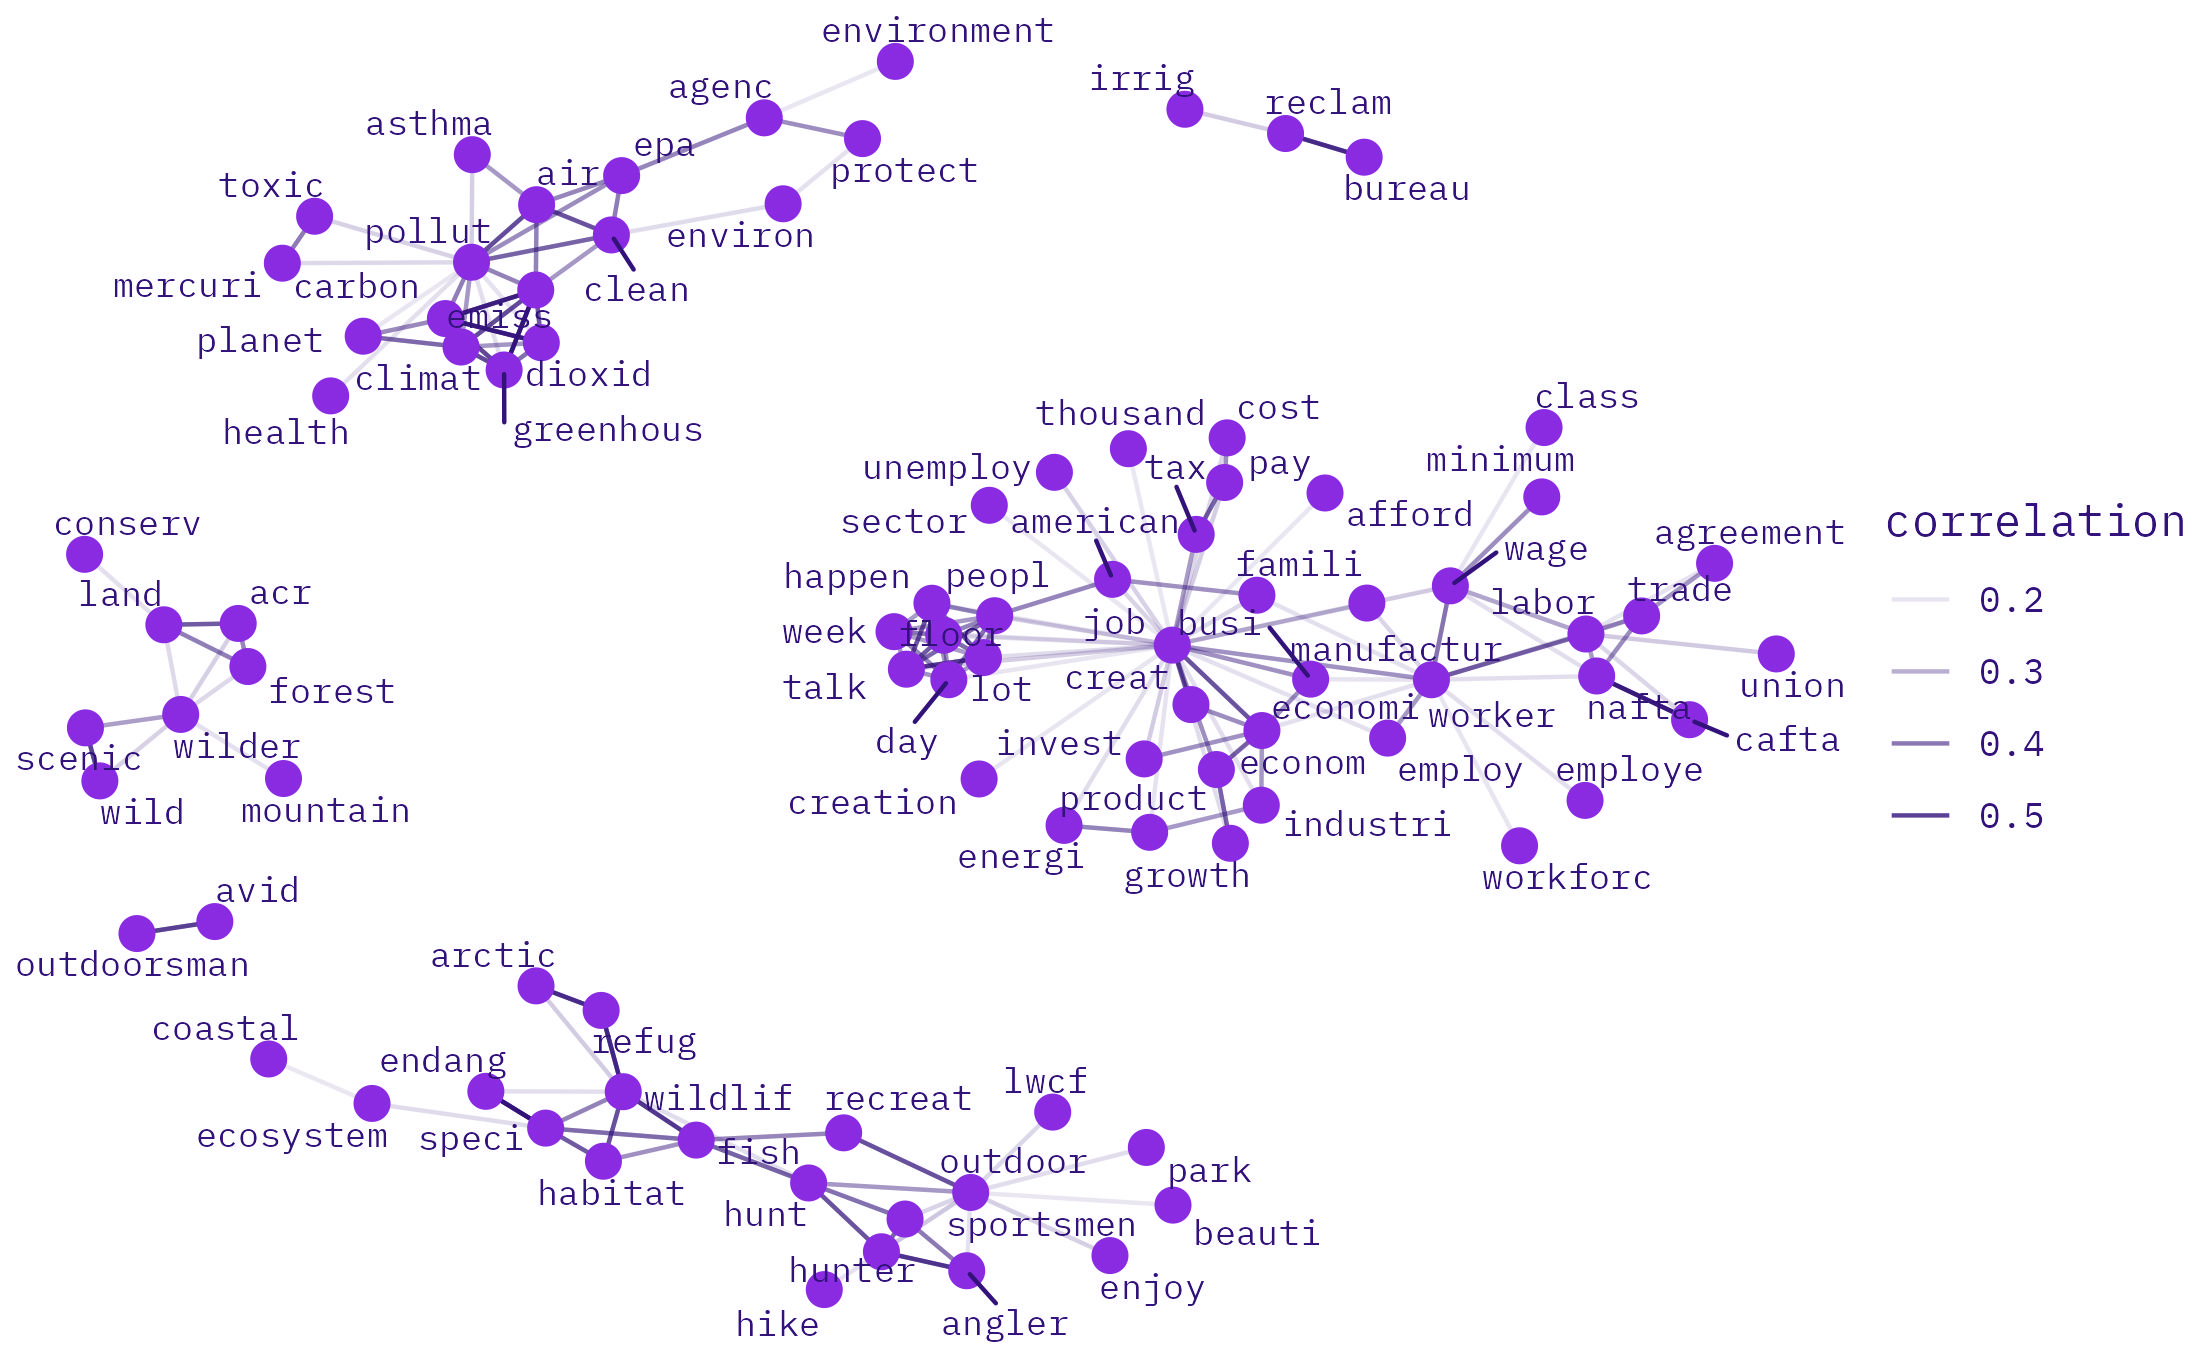 environment
irrig
agenc
reclam
asthma
epa
air
protect
toxic
bureau
pollut
environ
mercuri
carbon
clean
emiss
planet
climat
dioxid
health
greenhous
class
thousand
cost
unemploy
tax
pay
minimum
sector
american
afford
conserv
correlation
agreement
wage
famili
happen
peopl
land
acr
trade
labor
0.2
job
busi
week
floor
manufactur
0.3
creat
talk
lot
forest
union
economi
worker
nafta
0.4
day
invest
cafta
scenic
wilder
econom
employ
employe
creation
product
wild
mountain
0.5
industri
energi
growth
workforc
avid
outdoorsman
arctic
coastal
refug
endang
lwcf
wildlif
recreat
ecosystem
speci
fish
outdoor
park
habitat
hunt
sportsmen
beauti
hunter
enjoy
hike
angler